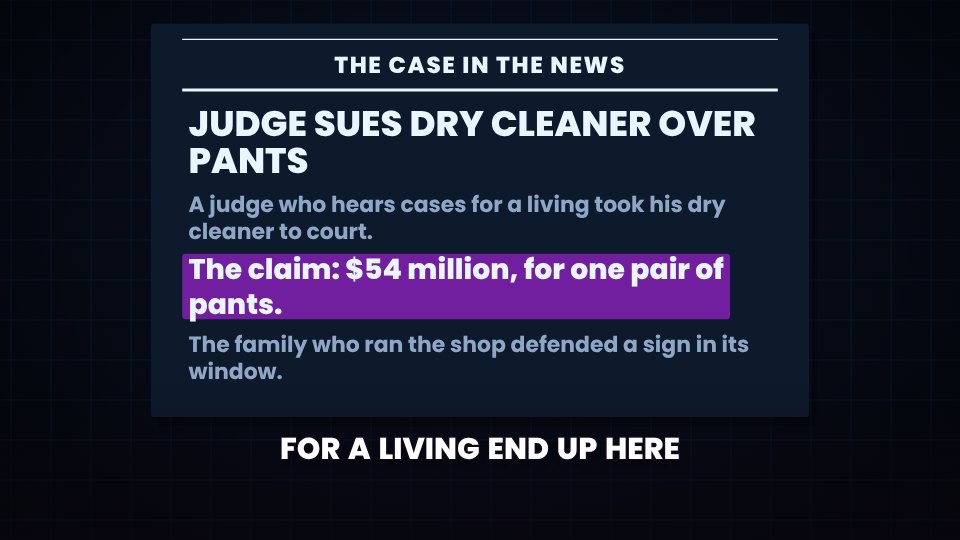 THE CASE IN THE NEWS
JUDGE SUES DRY CLEANER OVER
PANTS
A judge who hears cases for a living took his dry
cleaner to court.
The claim: $54 million, for one pair of
pants.
The family who ran the shop defended a sign in its
window.
FOR A LIVING END UP HERE